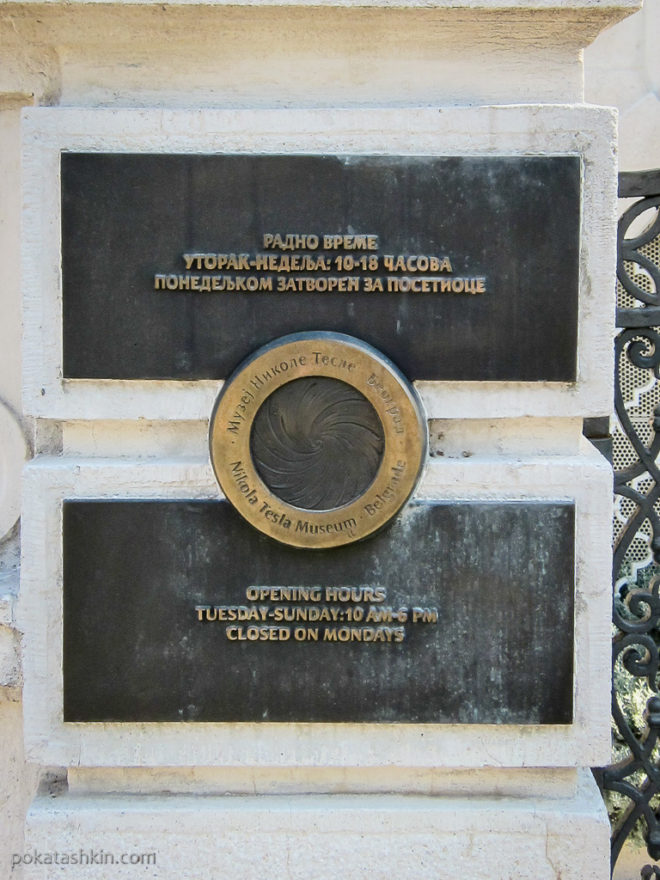 РАДНО ВРЕМЕ
УТОРАК-НЕДЕЉА: 10-18 ЧАСОВА
ПОНЕДЕЉКОМ ЗАТВОРЕН ЗА ПОСЕТИОЦЕ
· Музеј Николе Тесле · Београд ·
Nikola Tesla Museum · Belgrade
OPENING HOURS
TUESDAY-SUNDAY:10 AM-6 PM
CLOSED ON MONDAYS
pokatashkin.com